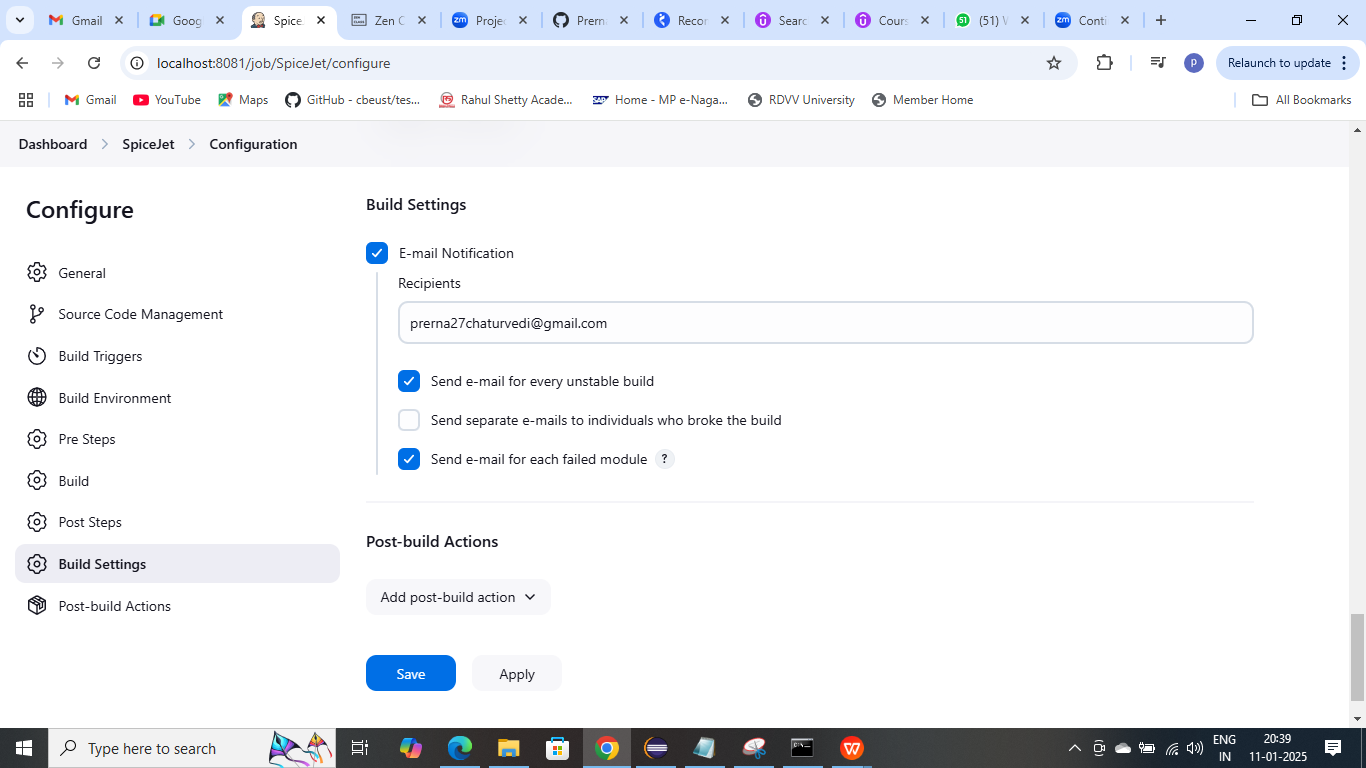 Gmail
Goog
Spice.
Zen C
Projec
Prerna
Recor
Searc
Cours
(51) W
Conti
localhost:8081/job/SpiceJet/configure
P
Relaunch to update
Gmail
YouTube
Maps
GitHub - cbeust/tes...
Rahul Shetty Acade...
Home - MP e-Naga...
RDVV University
Member Home
All Bookmarks
Dashboard > SpiceJet > Configuration
Configure
General
Source Code Management
Build Triggers
Build Environment
Pre Steps
Build
Post Steps
Build Settings
Post-build Actions
Build Settings
E-mail Notification
Recipients
prerna27chaturvedi@gmail.com
Send e-mail for every unstable build
Send separate e-mails to individuals who broke the build
Send e-mail for each failed module ?
Post-build Actions
Add post-build action
Save
Apply
Type here to search
ENG
IN
20:39
11-01-2025